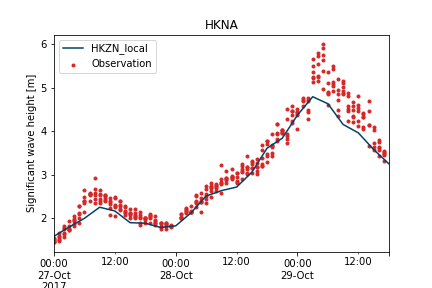 HKNA
HKZN_local
Observation
Significant wave height [m]
6
5
4
3
2
00:00 12:00 00:00 12:00 00:00 12:00
27-Oct 28-Oct 29-Oct
2017